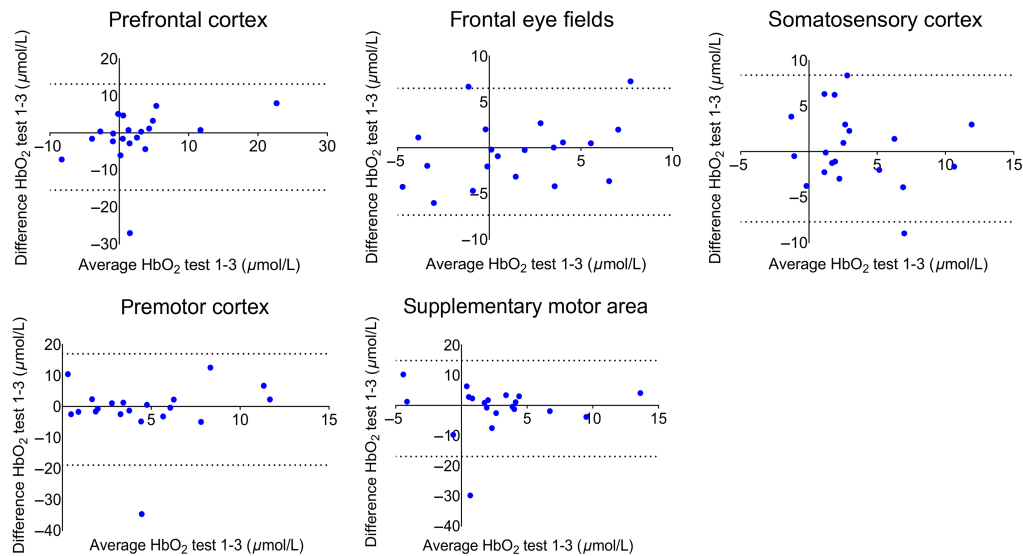 Prefrontal cortex
Difference HbO₂ test 1-3 (µmol/L)
20
10
–10
–20
–30
–10
10
20
30
Average HbO₂ test 1-3 (µmol/L)
Frontal eye fields
Difference HbO₂ test 1-3 (µmol/L)
10
5
–5
–10
–5
5
10
Average HbO₂ test 1-3 (µmol/L)
Somatosensory cortex
Difference HbO₂ test 1-3 (µmol/L)
10
5
–5
–10
–5
5
10
15
Average HbO₂ test 1-3 (µmol/L)
Premotor cortex
Difference HbO₂ test 1-3 (µmol/L)
20
10
0
–10
–20
–30
–40
5
10
15
Average HbO₂ test 1-3 (µmol/L)
Supplementary motor area
Difference HbO₂ test 1-3 (µmol/L)
20
10
–10
–20
–30
–40
–5
5
10
15
Average HbO₂ test 1-3 (µmol/L)